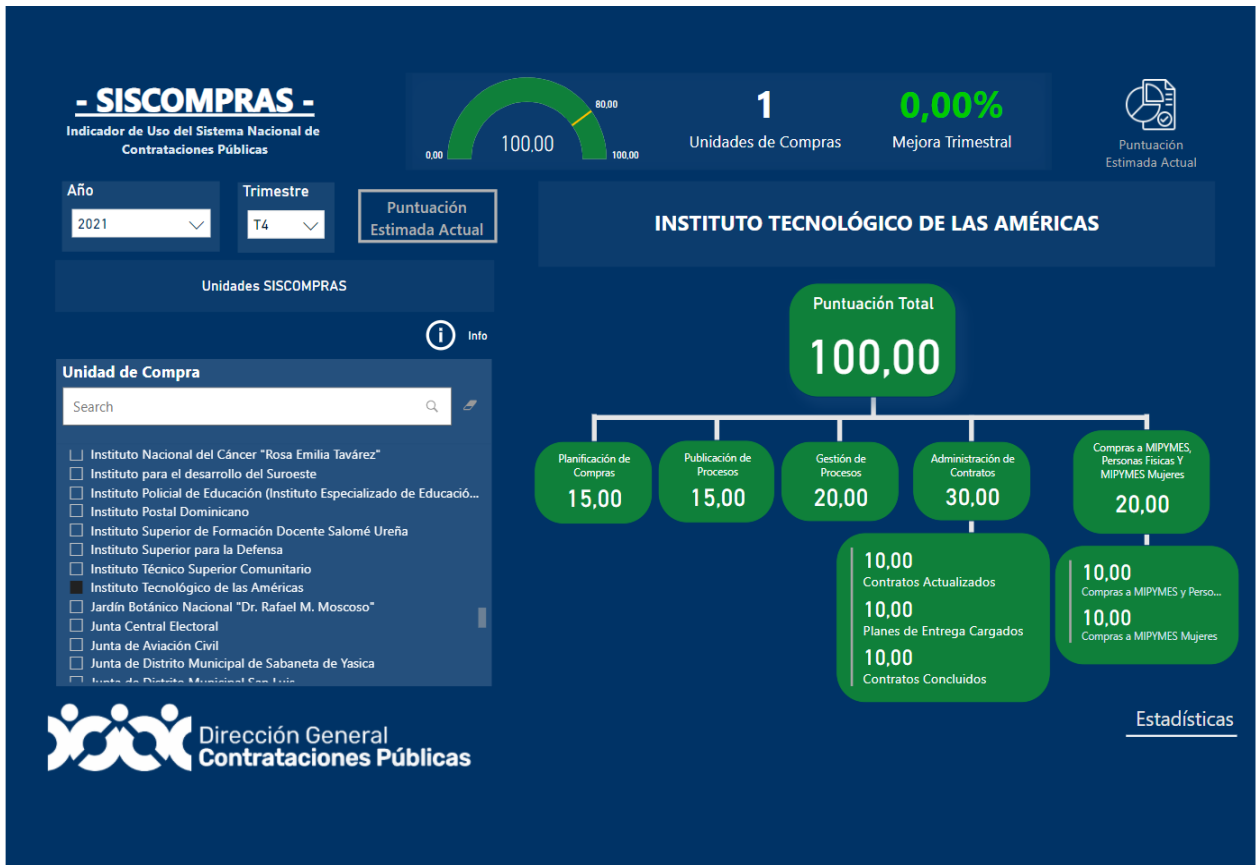 - SISCOMPRAS -
Indicador de Uso del Sistema Nacional de
Contrataciones Públicas
80,00
0,00
100,00
100,00
1
Unidades de Compras
0,00%
Mejora Trimestral
Puntuación
Estimada Actual
Año
2021
Trimestre
T4
Puntuación
Estimada Actual
INSTITUTO TECNOLÓGICO DE LAS AMÉRICAS
Unidades SISCOMPRAS
Info
Unidad de Compra
Search
Instituto Nacional del Cáncer "Rosa Emilia Tavárez"
Instituto para el desarrollo del Suroeste
Instituto Policial de Educación (Instituto Especializado de Educació...
Instituto Postal Dominicano
Instituto Superior de Formación Docente Salomé Ureña
Instituto Superior para la Defensa
Instituto Técnico Superior Comunitario
Instituto Tecnológico de las Américas
Jardín Botánico Nacional "Dr. Rafael M. Moscoso"
Junta Central Electoral
Junta de Aviación Civil
Junta de Distrito Municipal de Sabaneta de Yasica
Junta de Distrito Municipal San Luis
Puntuación Total
100,00
Planificación de
Compras
15,00
Publicación de
Procesos
15,00
Gestión de
Procesos
20,00
Administración de
Contratos
30,00
Compras a MIPYMES,
Personas Fisicas Y
MIPYMES Mujeres
20,00
10,00
Contratos Actualizados
10,00
Planes de Entrega Cargados
10,00
Contratos Concluidos
10,00
Compras a MIPYMES y Perso...
10,00
Compras a MIPYMES Mujeres
Dirección General
Contrataciones Públicas
Estadísticas